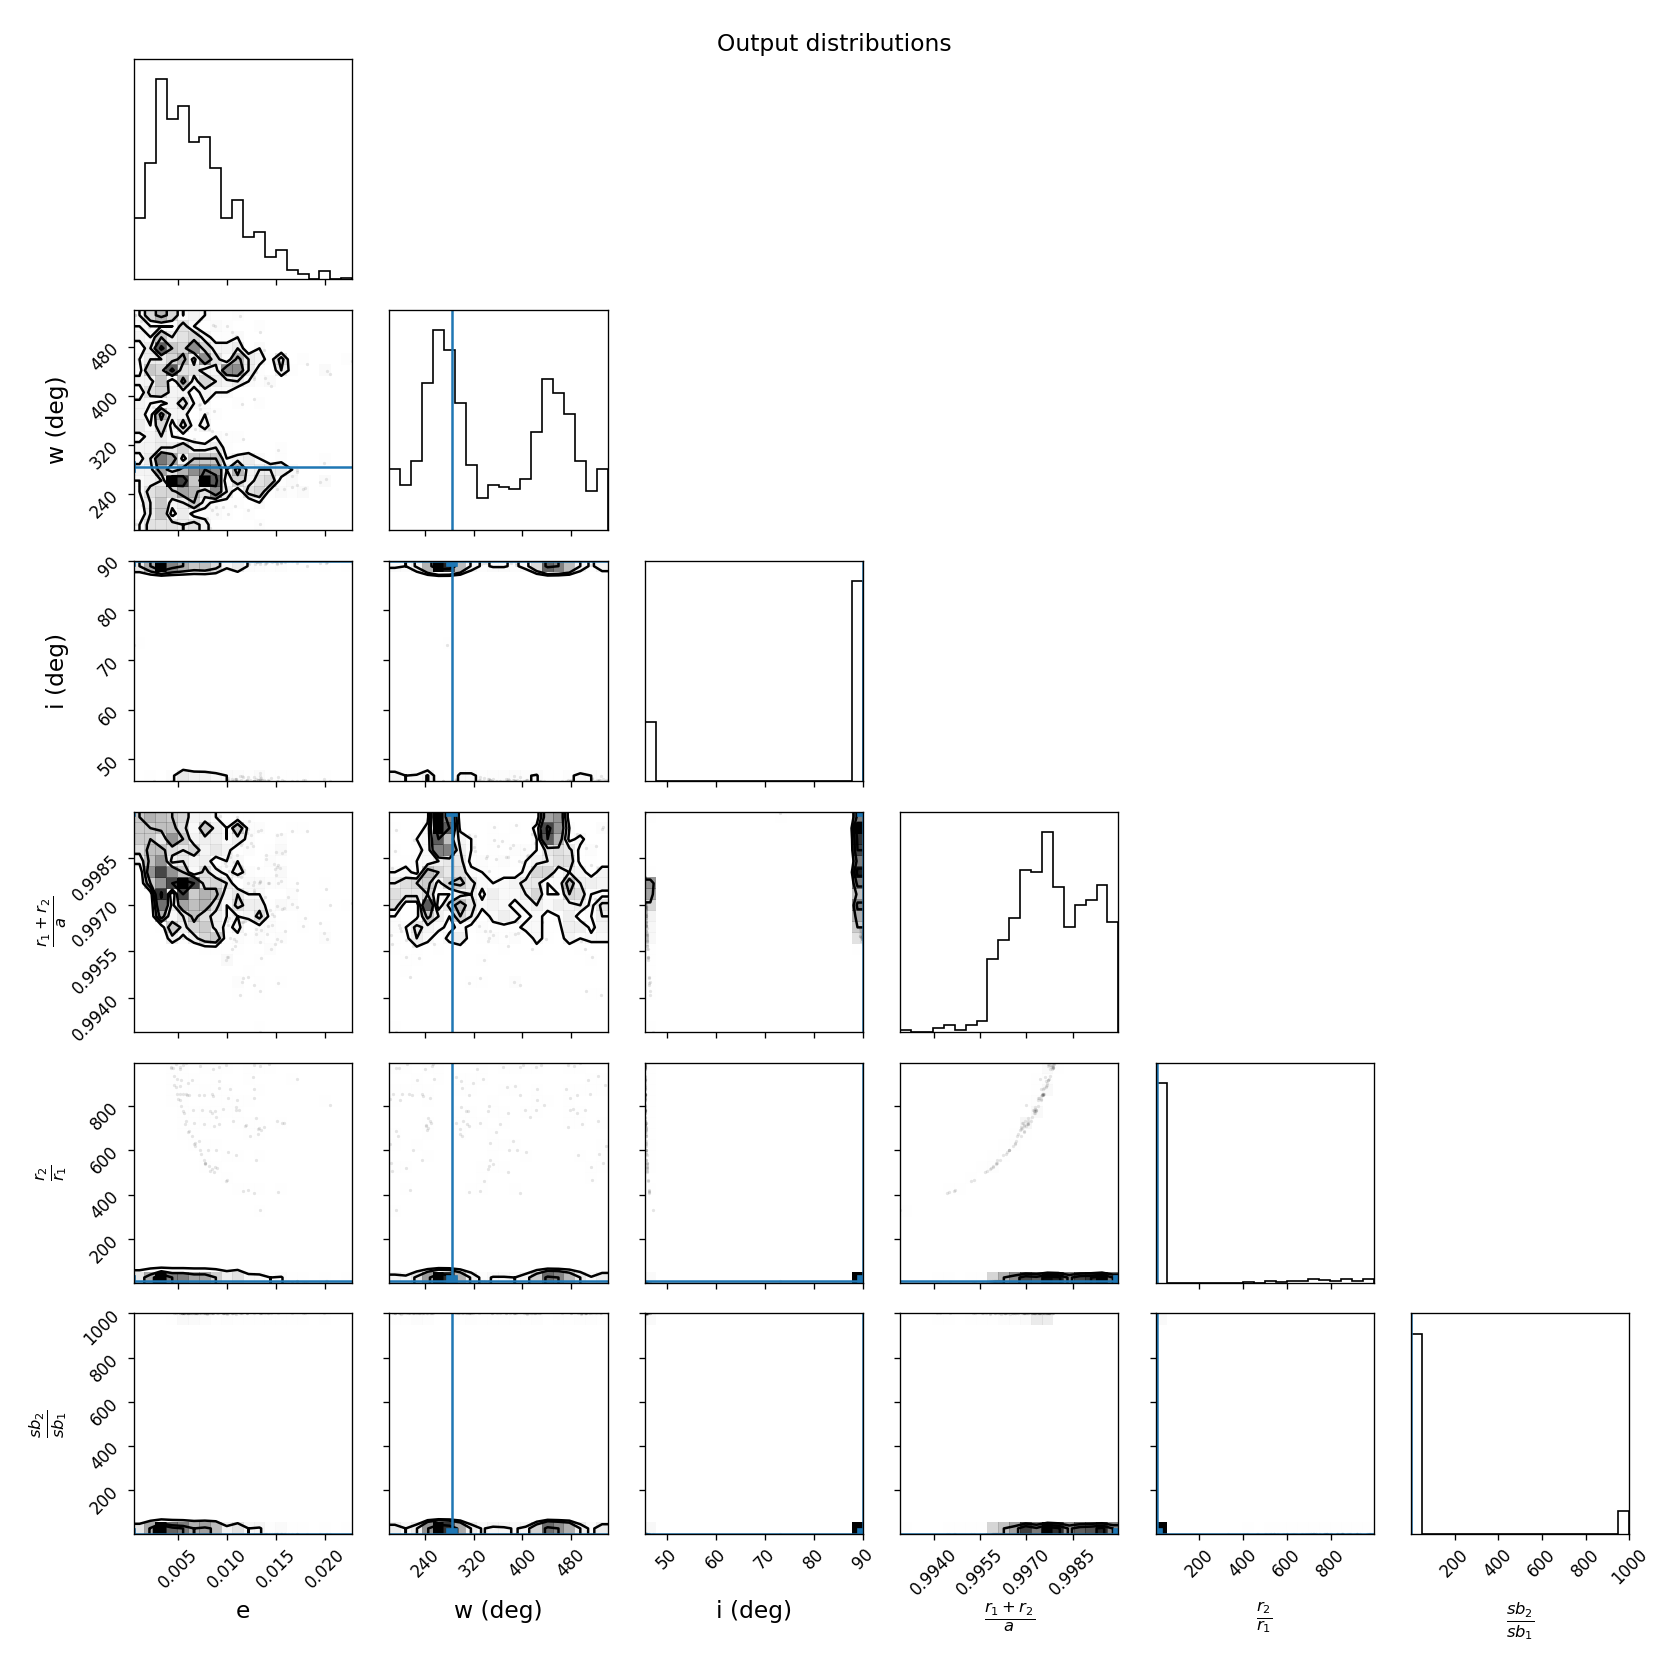 Output distributions
w (deg)
480
400
320
240
i (deg)
90
80
70
60
50
r₁ + r₂
a
0.9985
0.9970
0.9955
0.9940
r₂
r₁
800
600
400
200
sb₂
sb₁
1000
800
600
400
200
0.005 0.010 0.015 0.020
240 320 400 480
50 60 70 80 90
0.9940 0.9955 0.9970 0.9985
200 400 600 800
200 400 600 800 1000
e
w (deg)
i (deg)
r₁ + r₂
a
r₂
r₁
sb₂
sb₁